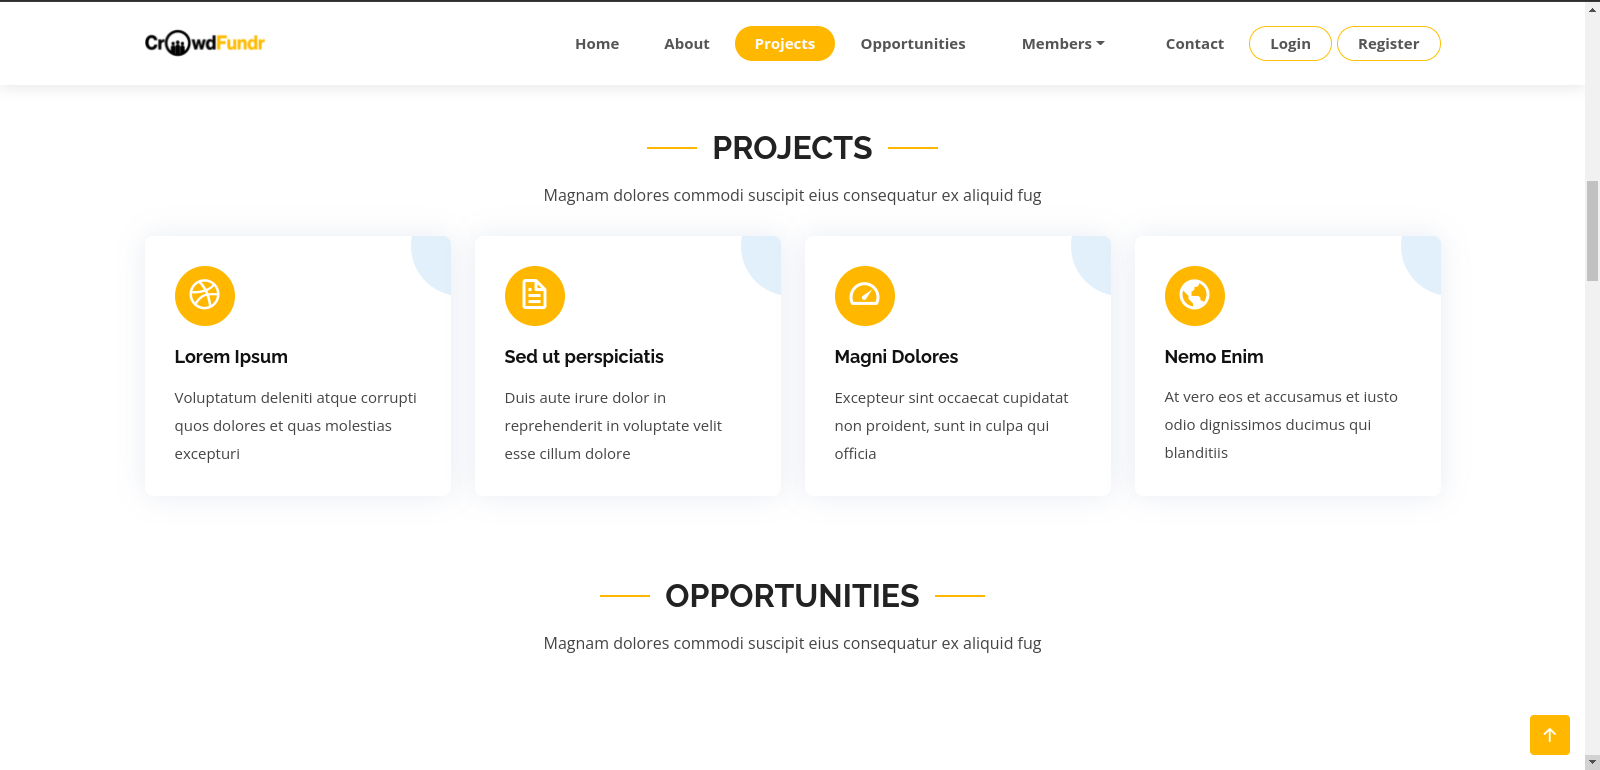 CrowdFundr
Home
About
Projects
Opportunities
Members
Contact
Login
Register
PROJECTS
Magnam dolores commodi suscipit eius consequatur ex aliquid fug
Lorem Ipsum
Voluptatum deleniti atque corrupti
quos dolores et quas molestias
excepturi
Sed ut perspiciatis
Duis aute irure dolor in
reprehenderit in voluptate velit
esse cillum dolore
Magni Dolores
Excepteur sint occaecat cupidatat
non proident, sunt in culpa qui
officia
Nemo Enim
At vero eos et accusamus et iusto
odio dignissimos ducimus qui
blanditiis
OPPORTUNITIES
Magnam dolores commodi suscipit eius consequatur ex aliquid fug